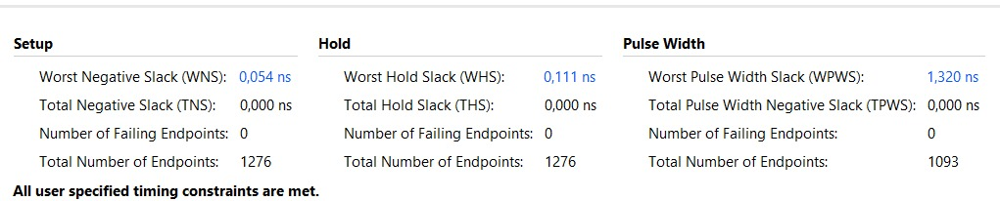 Setup Hold Pulse Width
Worst Negative Slack (WNS): 0,054 ns Worst Hold Slack (WHS): 0,111 ns Worst Pulse Width Slack (WPWS): 1,320 ns
Total Negative Slack (TNS): 0,000 ns Total Hold Slack (THS): 0,000 ns Total Pulse Width Negative Slack (TPWS): 0,000 ns
Number of Failing Endpoints: 0 Number of Failing Endpoints: 0 Number of Failing Endpoints: 0
Total Number of Endpoints: 1276 Total Number of Endpoints: 1276 Total Number of Endpoints: 1093
All user specified timing constraints are met.